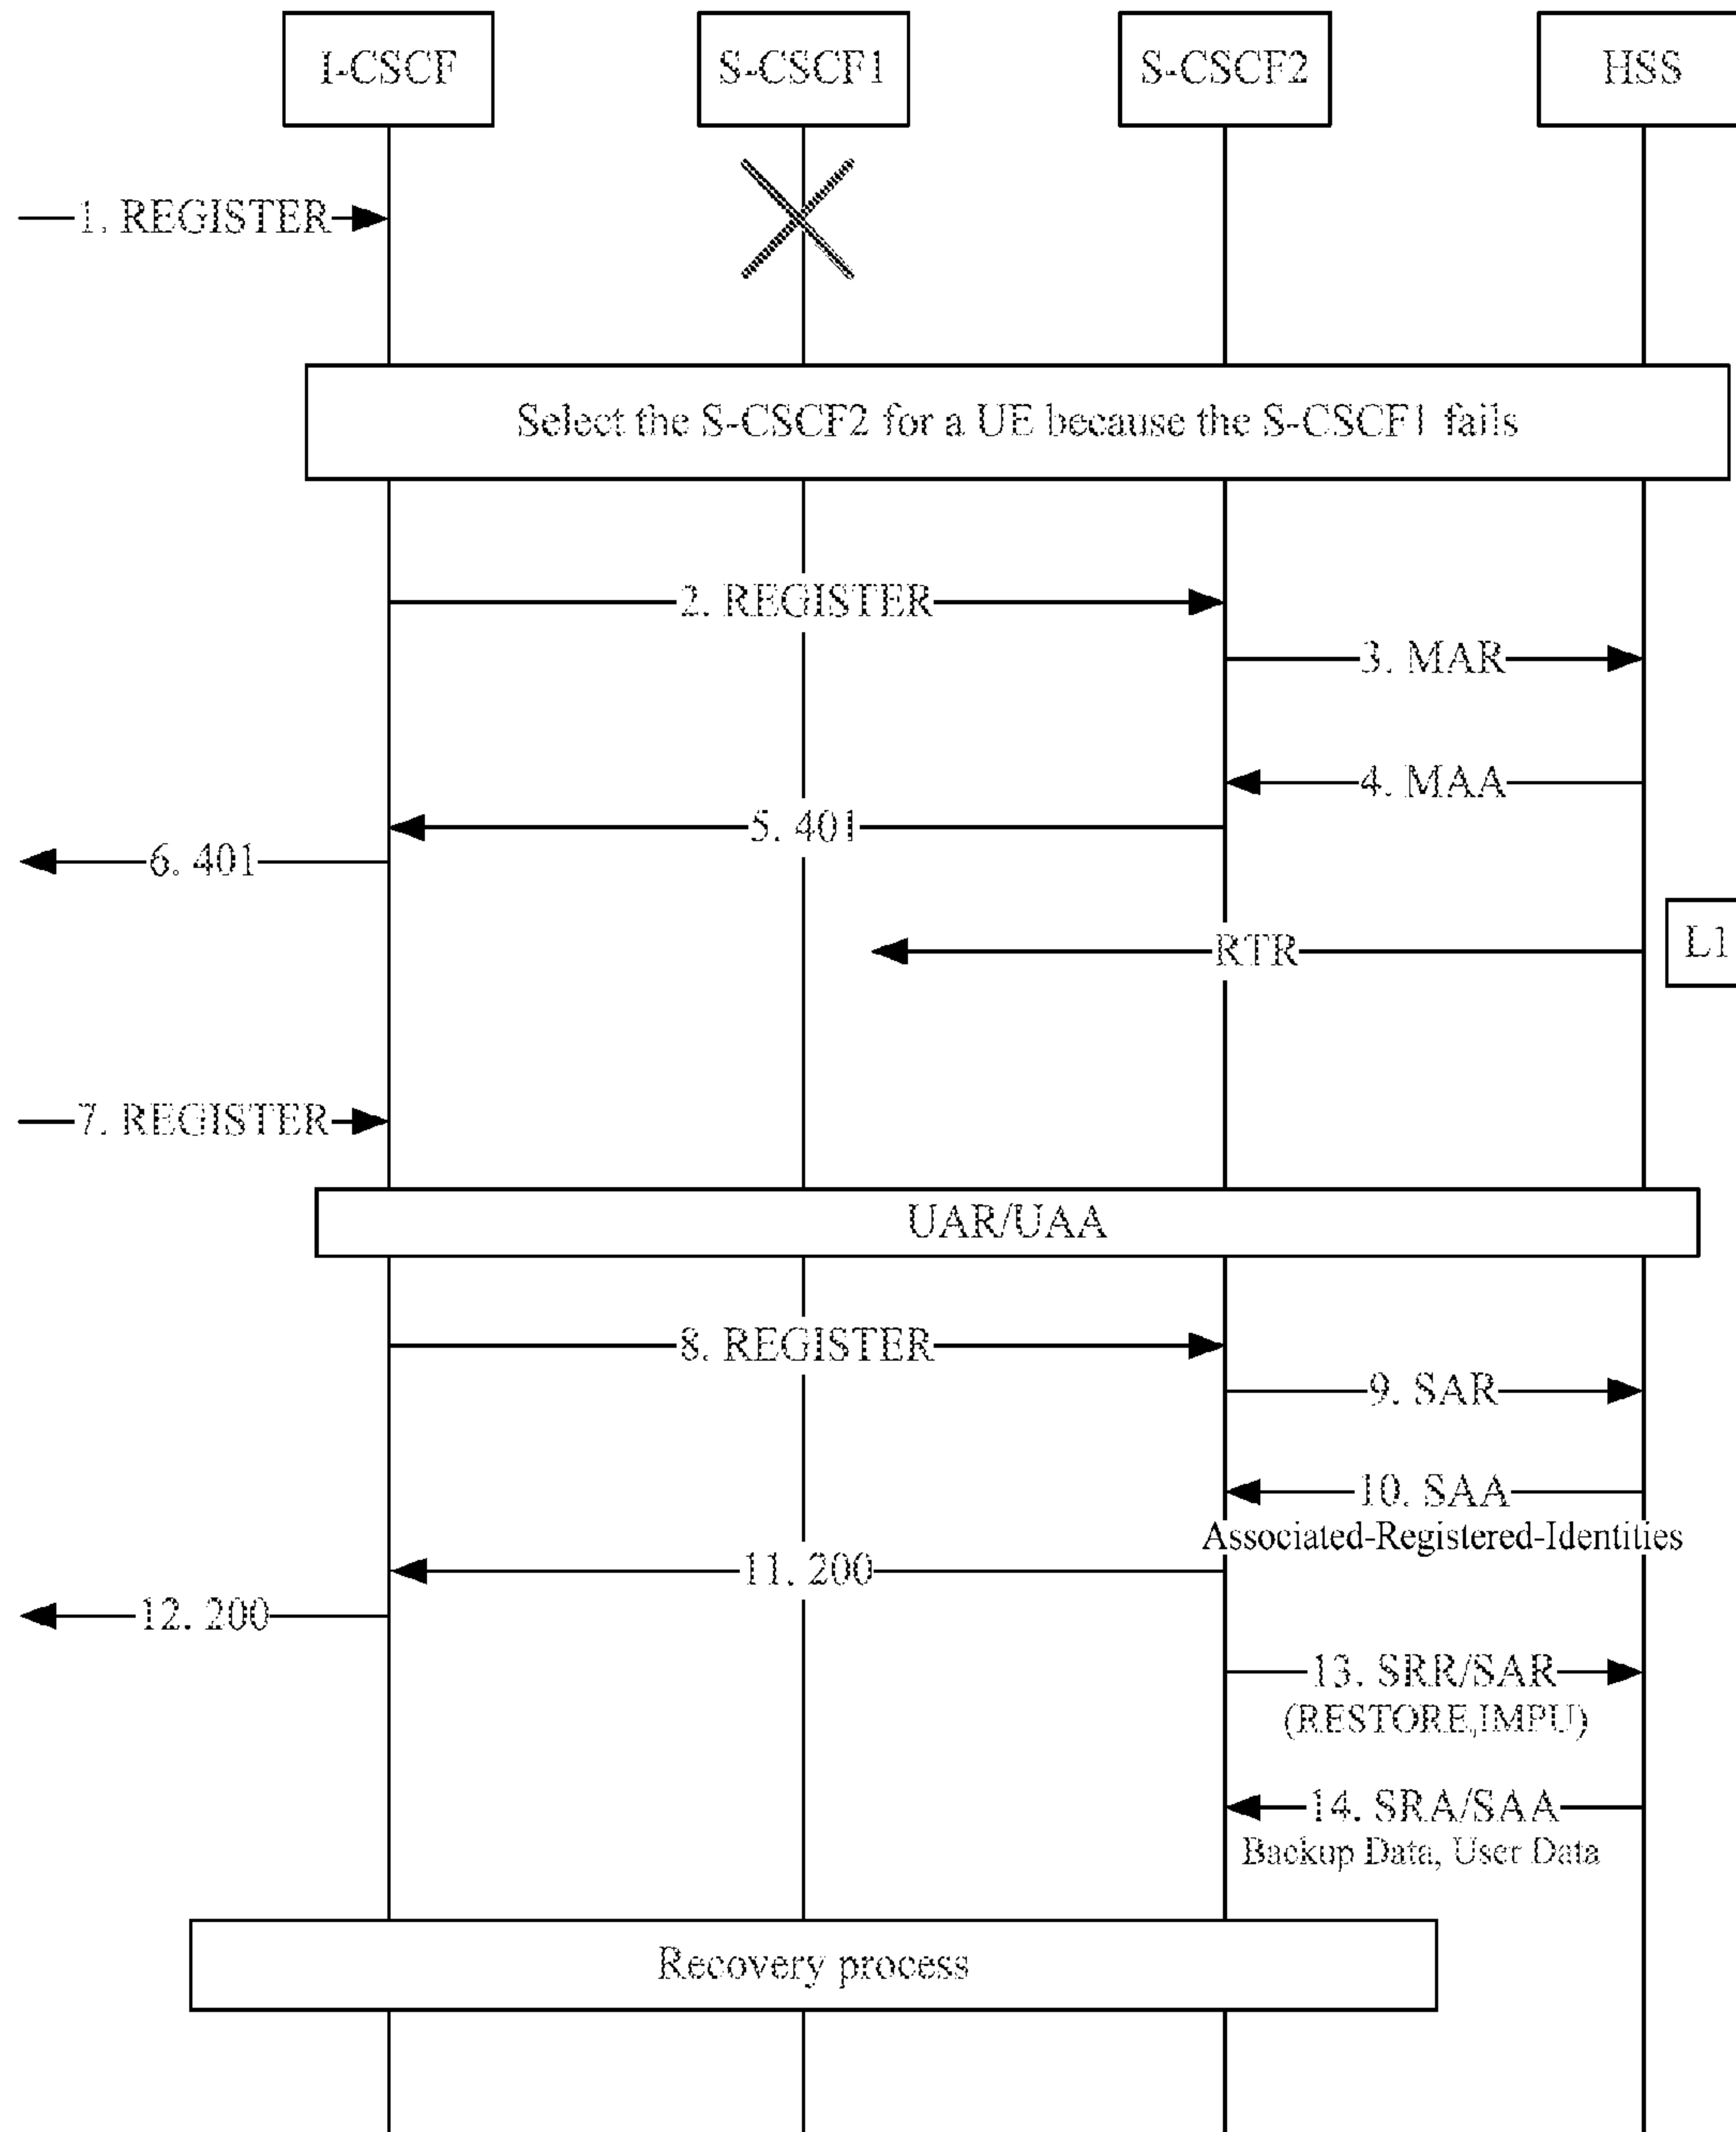 I-CSCF
S-CSCF1
S-CSCF2
HSS
1. REGISTER
Select the S-CSCF2 for a UE because the S-CSCF1 fails
2. REGISTER
3. MAR
4. MAA
5. 401
6. 401
RTR
L1
7. REGISTER
UAR/UAA
8. REGISTER
9. SAR
10. SAA
Associated-Registered-Identities
11. 200
12. 200
13. SRR/SAR
(RESTORE,IMPU)
14. SRA/SAA
Backup Data, User Data
Recovery process